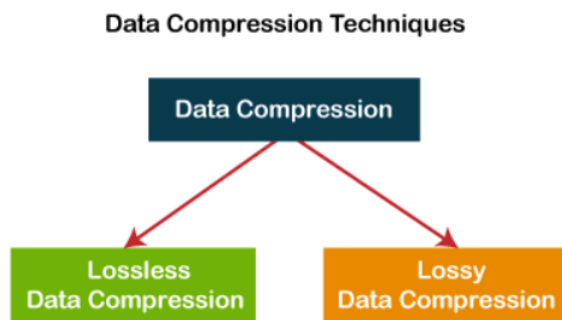 Data Compression Techniques
Data Compression
Lossless
Data Compression
Lossy
Data Compression